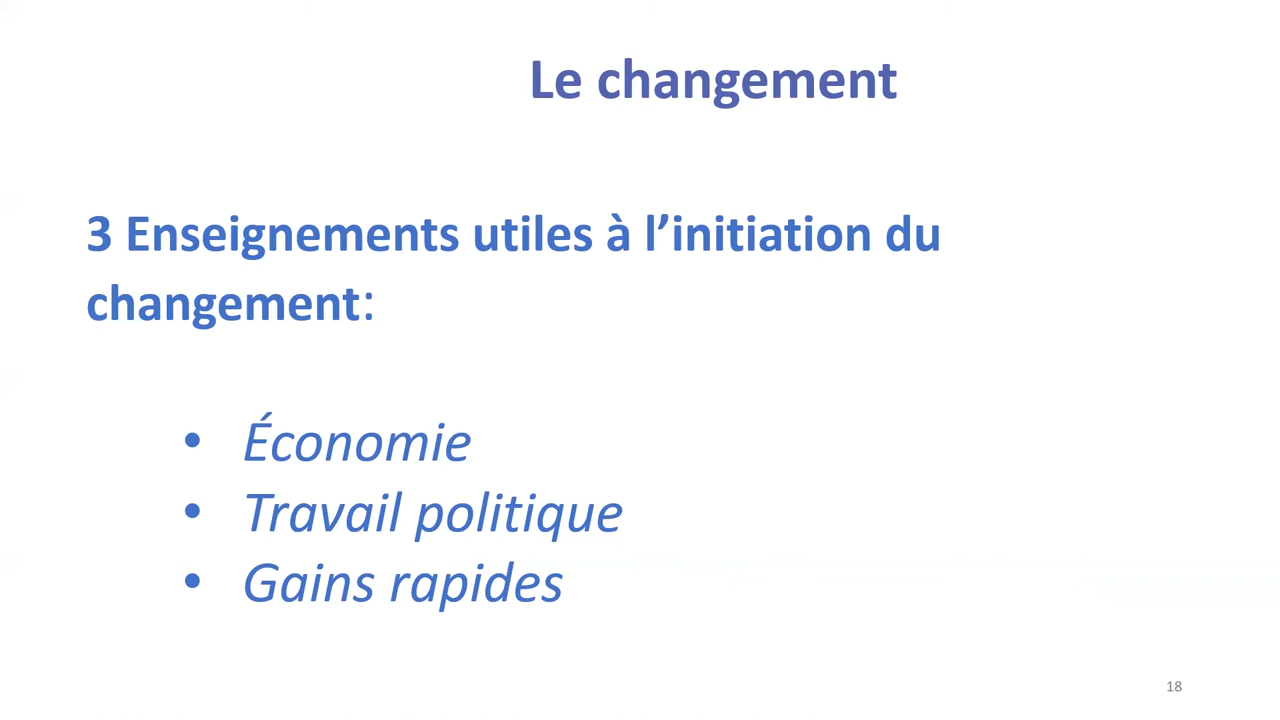 Le changement
3 Enseignements utiles à l’initiation du
changement:
• Économie
• Travail politique
• Gains rapides
18